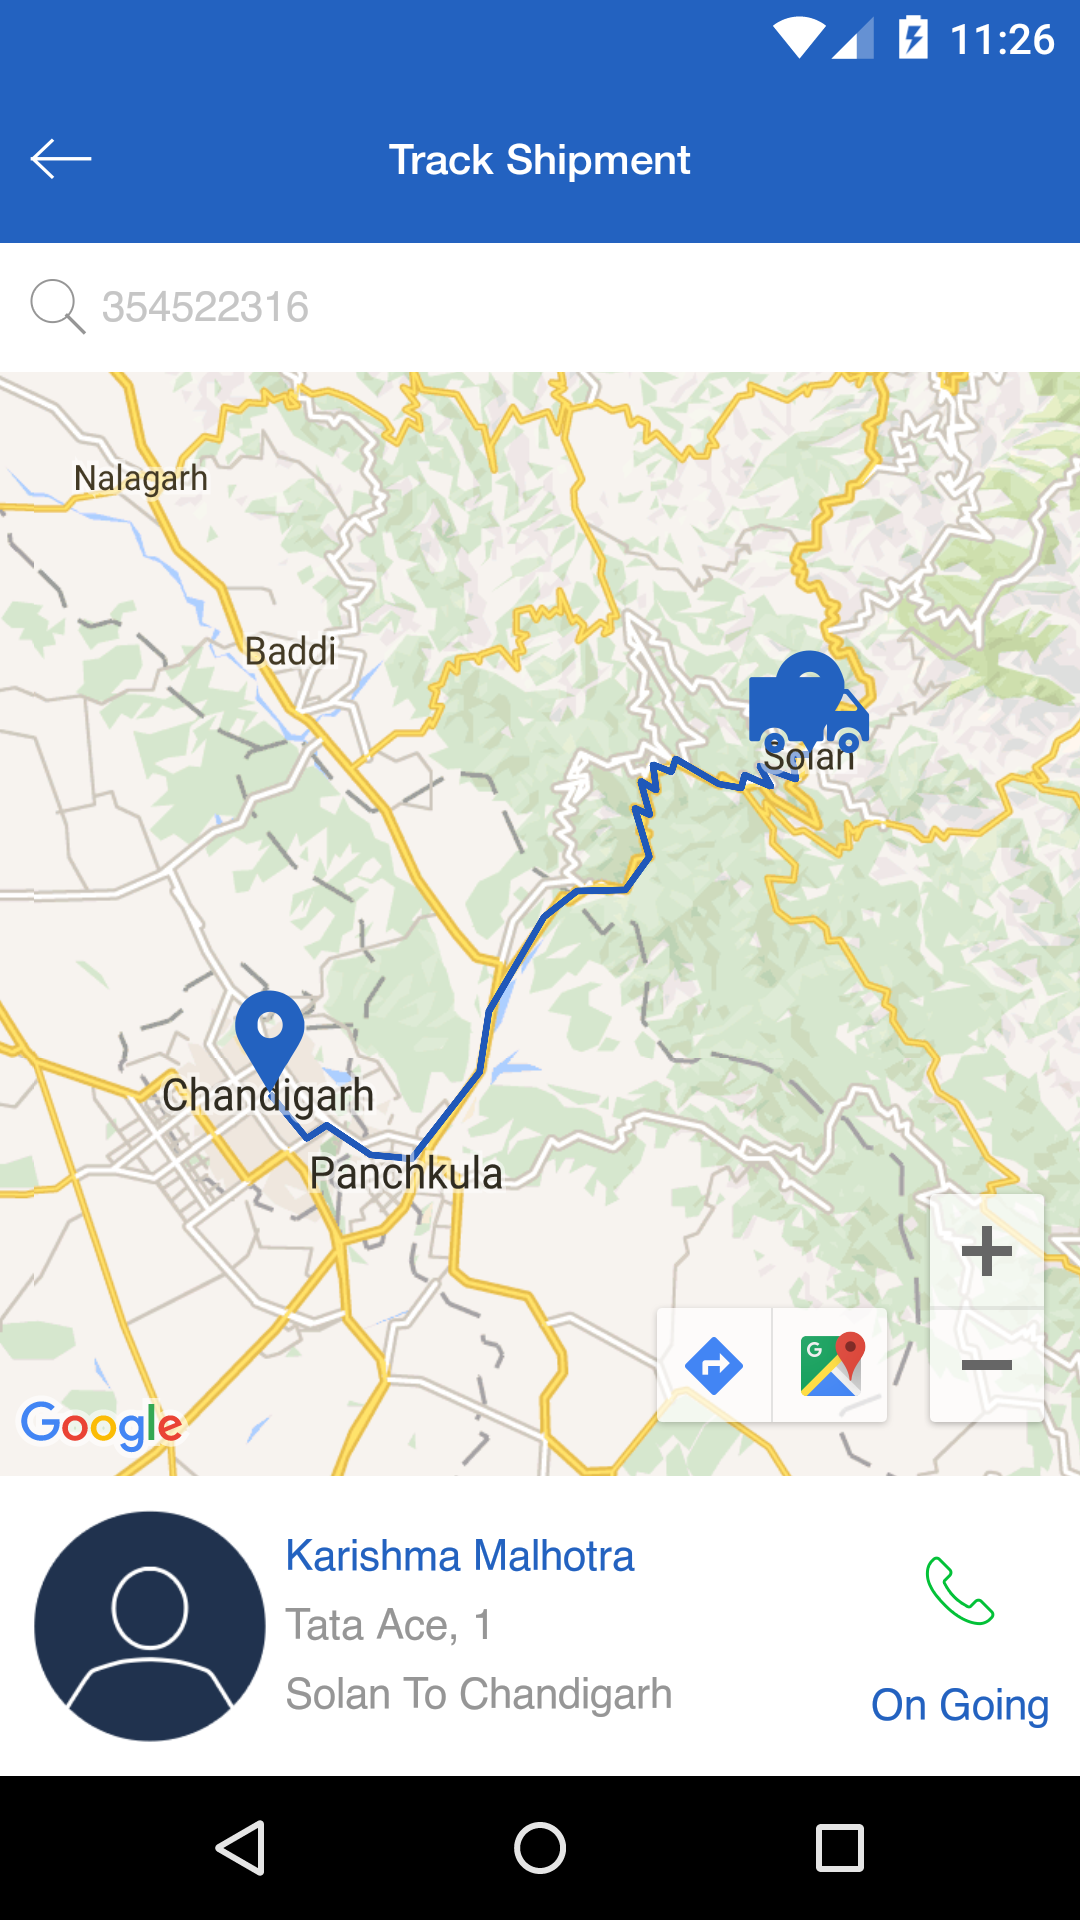 11:26
Track Shipment
354522316
Nalagarh
Baddi
Solan
Chandigarh
Panchkula
+
−
G
Google
Karishma Malhotra
Tata Ace, 1
Solan To Chandigarh
On Going